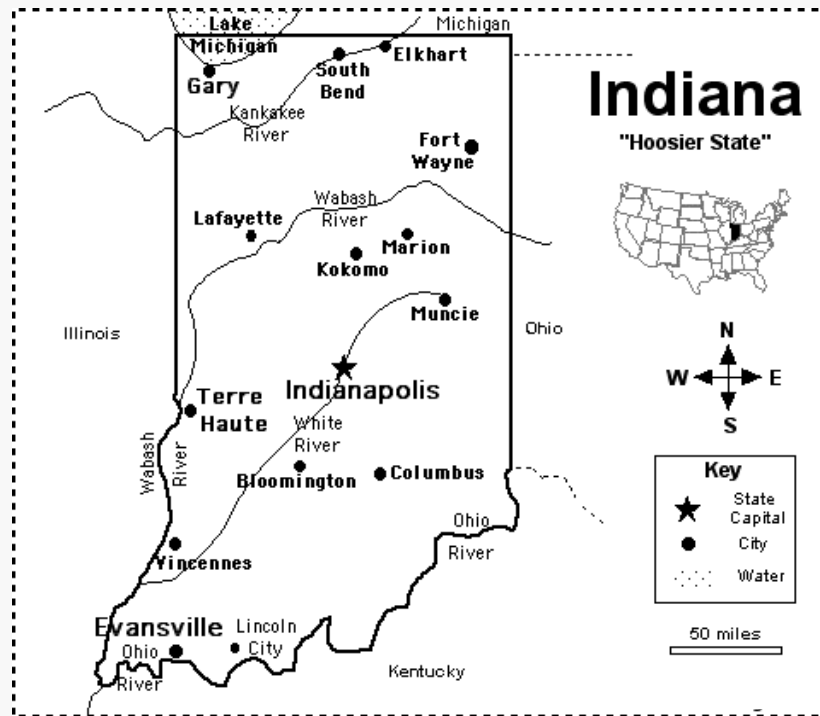 Lake
Michigan
Michigan
Gary
South
Bend
Elkhart
Kankakee
River
Fort
Wayne
Wabash
River
Lafayette
Marion
Kokomo
Muncie
Illinois
Ohio
Indianapolis
Terre
Haute
White
River
Wabash
River
Bloomington
Columbus
Ohio
River
Vincennes
Evansville
Lincoln
City
Ohio
River
Kentucky
Indiana
"Hoosier State"
N
W
E
S
Key
State
Capital
City
Water
50 miles